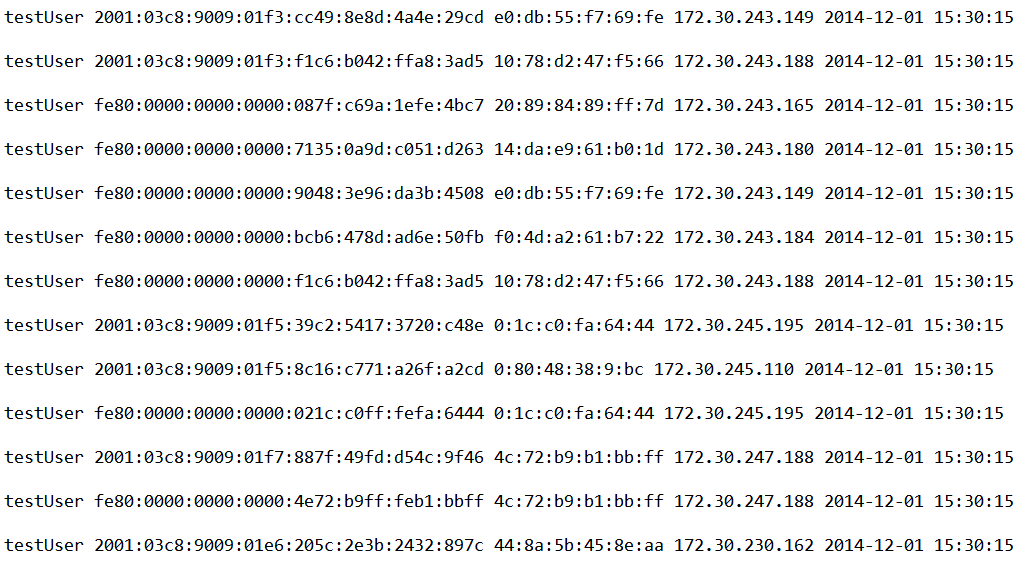 testUser 2001:03c8:9009:01f3:cc49:8e8d:4a4e:29cd e0:db:55:f7:69:fe 172.30.243.149 2014-12-01 15:30:15
testUser 2001:03c8:9009:01f3:f1c6:b042:ffa8:3ad5 10:78:d2:47:f5:66 172.30.243.188 2014-12-01 15:30:15
testUser fe80:0000:0000:0000:087f:c69a:1efe:4bc7 20:89:84:89:ff:7d 172.30.243.165 2014-12-01 15:30:15
testUser fe80:0000:0000:0000:7135:0a9d:c051:d263 14:da:e9:61:b0:1d 172.30.243.180 2014-12-01 15:30:15
testUser fe80:0000:0000:0000:9048:3e96:da3b:4508 e0:db:55:f7:69:fe 172.30.243.149 2014-12-01 15:30:15
testUser fe80:0000:0000:0000:bcb6:478d:ad6e:50fb f0:4d:a2:61:b7:22 172.30.243.184 2014-12-01 15:30:15
testUser fe80:0000:0000:0000:f1c6:b042:ffa8:3ad5 10:78:d2:47:f5:66 172.30.243.188 2014-12-01 15:30:15
testUser 2001:03c8:9009:01f5:39c2:5417:3720:c48e 0:1c:c0:fa:64:44 172.30.245.195 2014-12-01 15:30:15
testUser 2001:03c8:9009:01f5:8c16:c771:a26f:a2cd 0:80:48:38:9:bc 172.30.245.110 2014-12-01 15:30:15
testUser fe80:0000:0000:0000:021c:c0ff:fefa:6444 0:1c:c0:fa:64:44 172.30.245.195 2014-12-01 15:30:15
testUser 2001:03c8:9009:01f7:887f:49fd:d54c:9f46 4c:72:b9:b1:bb:ff 172.30.247.188 2014-12-01 15:30:15
testUser fe80:0000:0000:0000:4e72:b9ff:feb1:bbff 4c:72:b9:b1:bb:ff 172.30.247.188 2014-12-01 15:30:15
testUser 2001:03c8:9009:01e6:205c:2e3b:2432:897c 44:8a:5b:45:8e:aa 172.30.230.162 2014-12-01 15:30:15